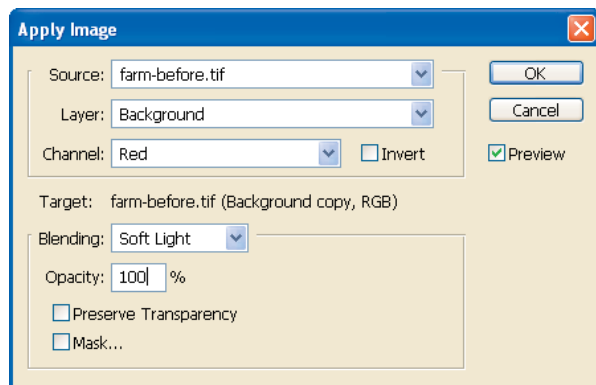 Apply Image
Source: farm-before.tif OK
Layer: Background Cancel
Channel: Red Invert Preview
Target: farm-before.tif (Background copy, RGB)
Blending: Soft Light
Opacity: 100 %
Preserve Transparency
Mask...